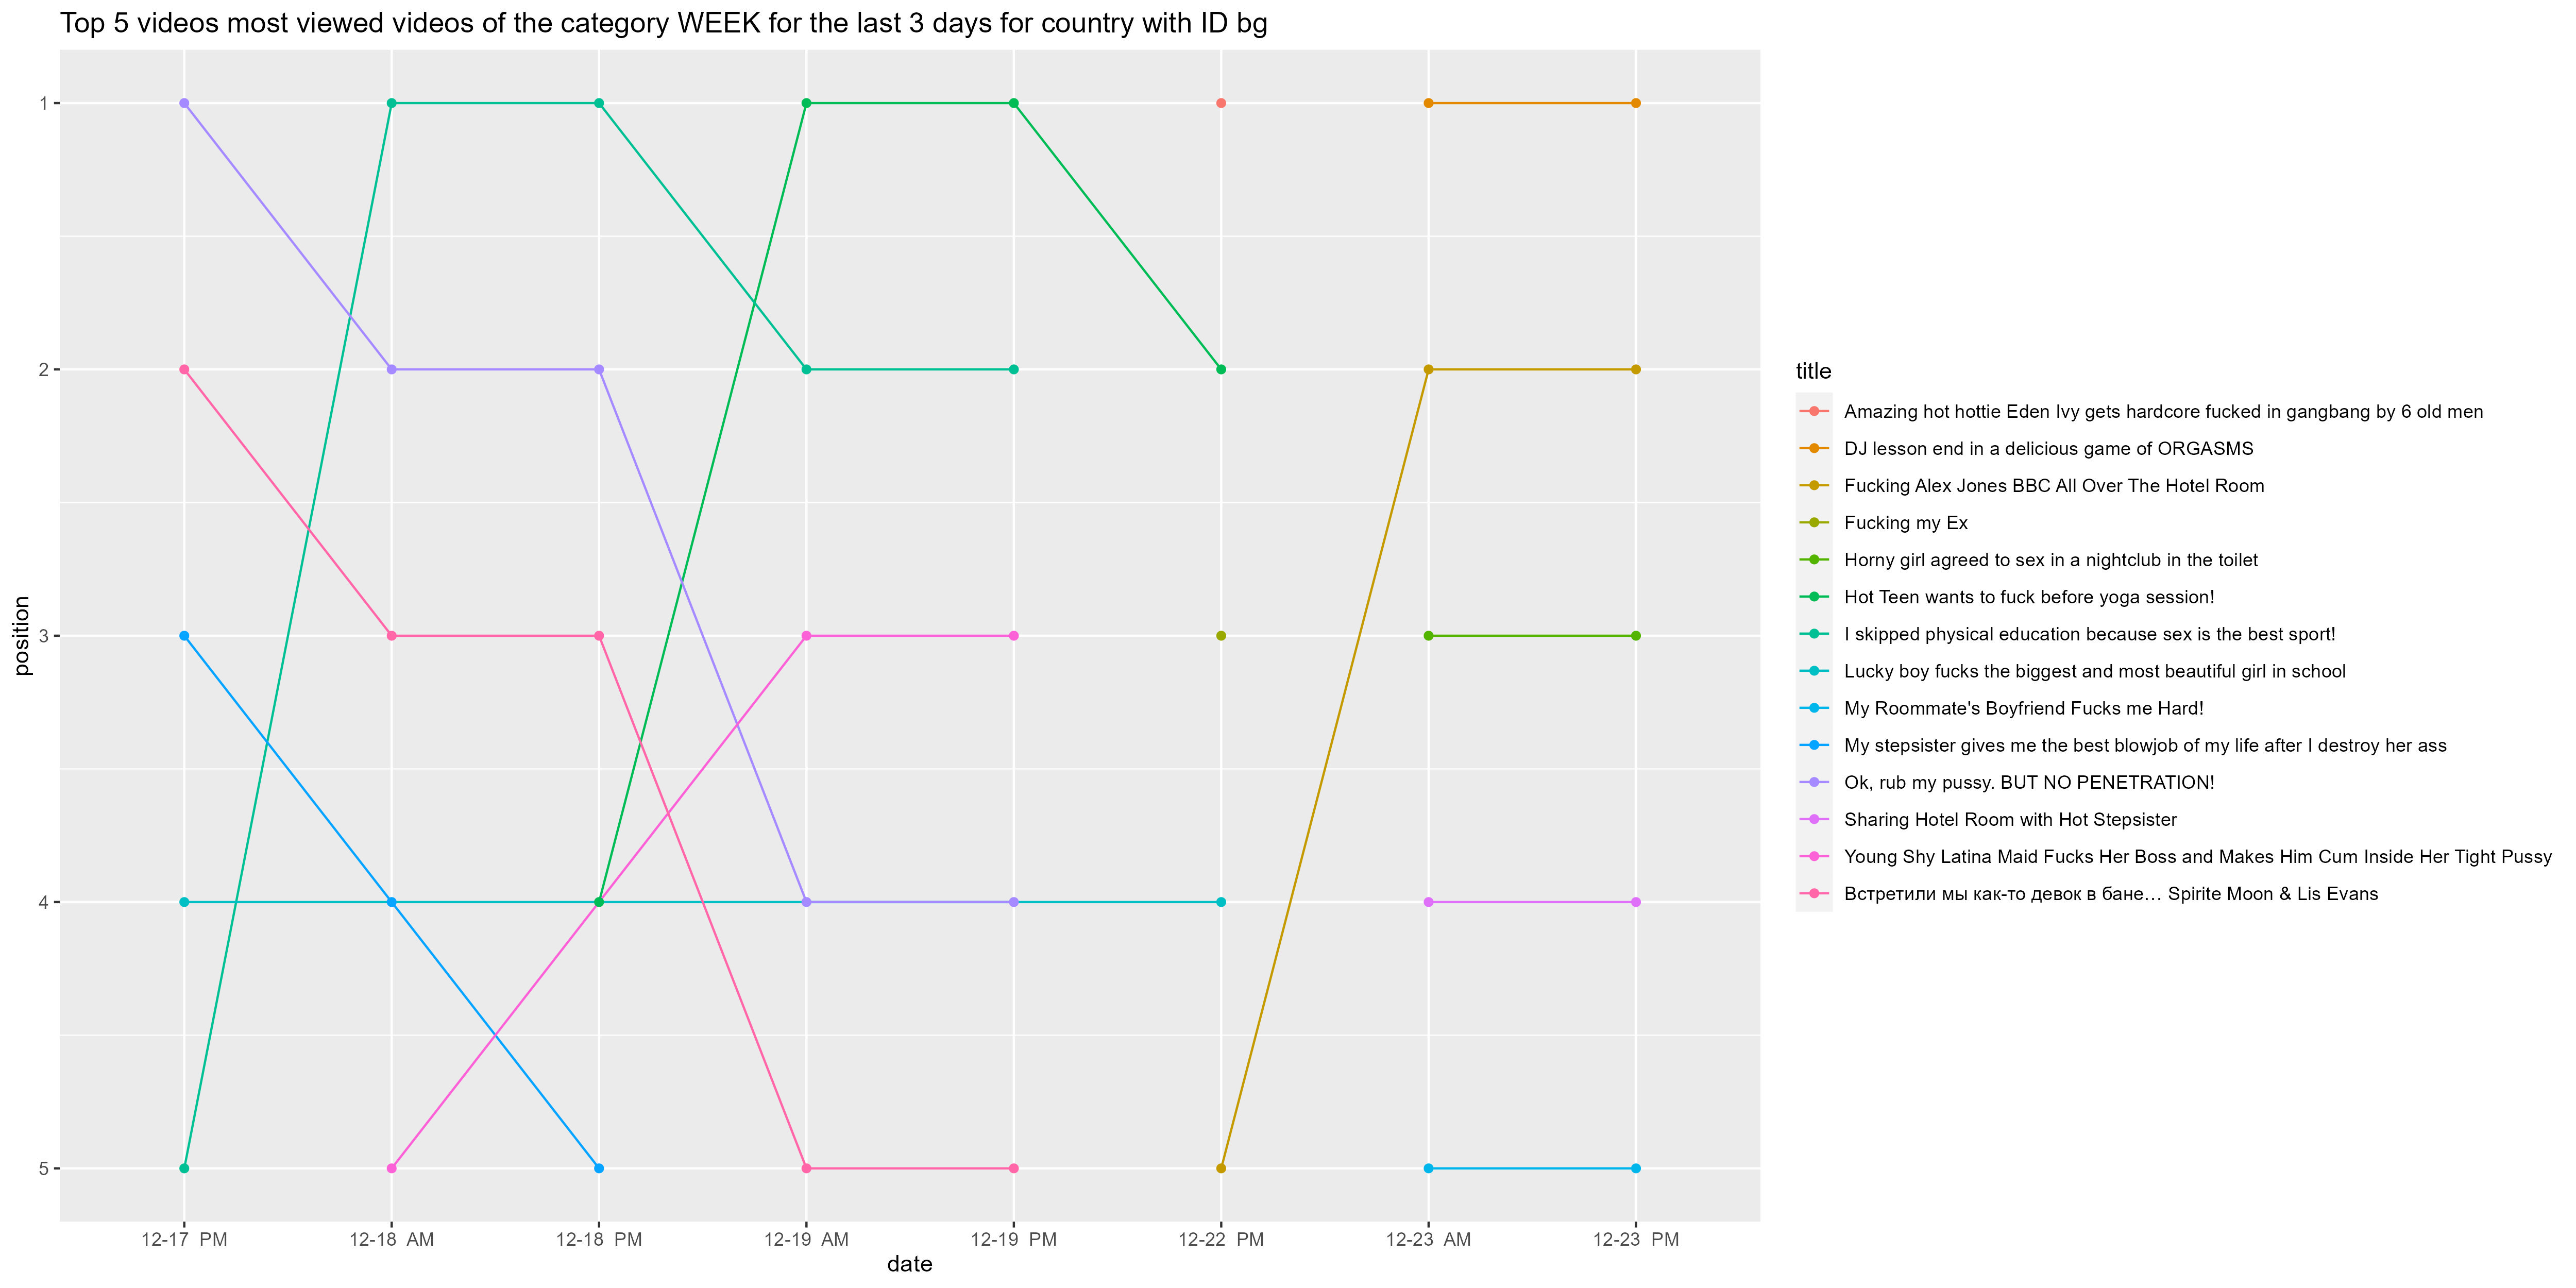 Top 5 videos most viewed videos of the category WEEK for the last 3 days for country with ID bg
1
2
3
4
5
position
12-17 PM
12-18 AM
12-18 PM
12-19 AM
12-19 PM
12-22 PM
12-23 AM
12-23 PM
date
title
Amazing hot hottie Eden Ivy gets hardcore fucked in gangbang by 6 old men
DJ lesson end in a delicious game of ORGASMS
Fucking Alex Jones BBC All Over The Hotel Room
Fucking my Ex
Horny girl agreed to sex in a nightclub in the toilet
Hot Teen wants to fuck before yoga session!
I skipped physical education because sex is the best sport!
Lucky boy fucks the biggest and most beautiful girl in school
My Roommate's Boyfriend Fucks me Hard!
My stepsister gives me the best blowjob of my life after I destroy her ass
Ok, rub my pussy. BUT NO PENETRATION!
Sharing Hotel Room with Hot Stepsister
Young Shy Latina Maid Fucks Her Boss and Makes Him Cum Inside Her Tight Pussy
Встретили мы как-то девок в бане… Spirite Moon & Lis Evans